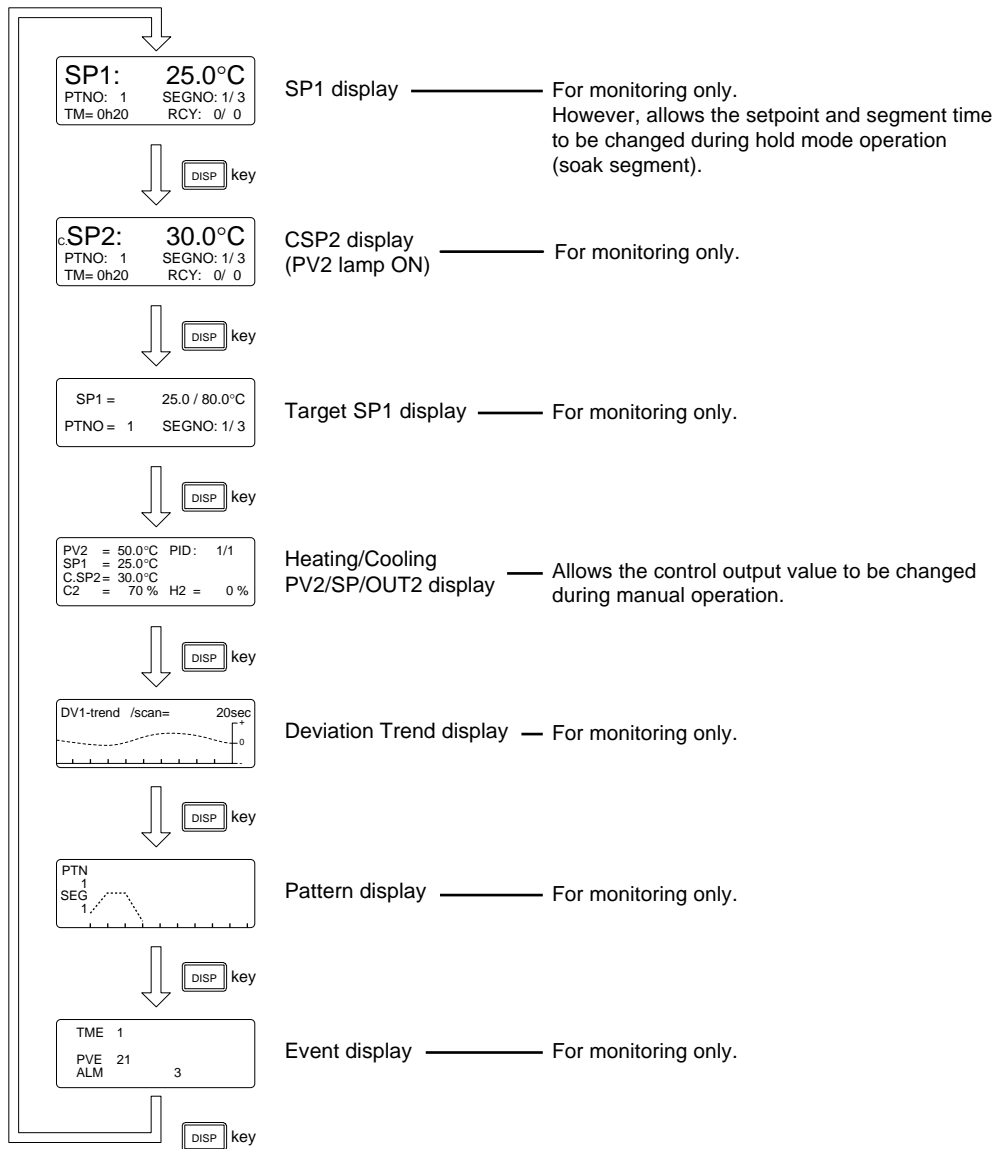 SP1: 25.0°C
PTNO: 1 SEGNO: 1/ 3
TM= 0h20 RCY: 0/ 0
SP1 display
For monitoring only.
However, allows the setpoint and segment time
to be changed during hold mode operation
(soak segment).
DISP key
C.SP2: 30.0°C
PTNO: 1 SEGNO: 1/ 3
TM= 0h20 RCY: 0/ 0
CSP2 display
(PV2 lamp ON)
For monitoring only.
DISP key
SP1 = 25.0 / 80.0°C
PTNO = 1 SEGNO: 1/ 3
Target SP1 display
For monitoring only.
DISP key
PV2 = 50.0°C PID : 1/1
SP1 = 25.0°C
C.SP2= 30.0°C
C2 = 70 % H2 = 0 %
Heating/Cooling
PV2/SP/OUT2 display
Allows the control output value to be changed
during manual operation.
DISP key
DV1-trend /scan= 20sec
+
0
-
Deviation Trend display
For monitoring only.
DISP key
PTN
1
SEG
1
Pattern display
For monitoring only.
DISP key
TME 1
PVE 21
ALM 3
Event display
For monitoring only.
DISP key